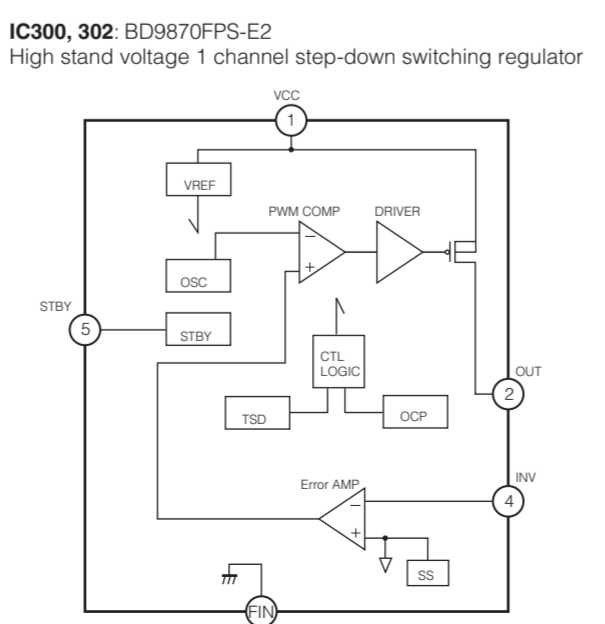 IC300, 302: BD9870FPS-E2
High stand voltage 1 channel step-down switching regulator
VCC
1
VREF
PWM COMP
DRIVER
−
+
OSC
STBY
5
STBY
CTL
LOGIC
OUT
2
TSD
OCP
INV
4
Error AMP
−
+
SS
FIN